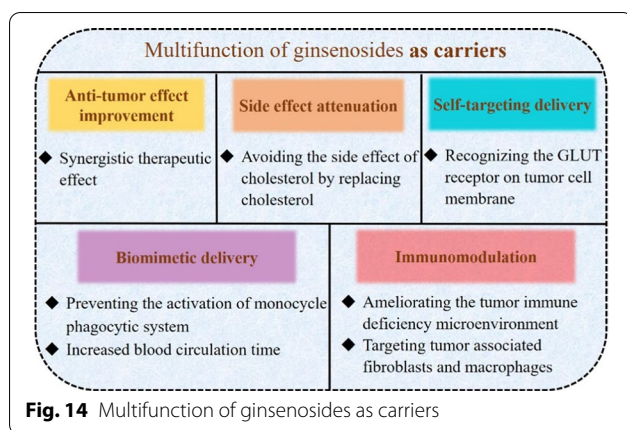 Multifunction of ginsenosides as carriers
Anti-tumor effect
improvement
◆ Synergistic therapeutic
effect
Side effect attenuation
◆ Avoiding the side effect of
cholesterol by replacing
cholesterol
Self-targeting delivery
◆ Recognizing the GLUT
receptor on tumor cell
membrane
Biomimetic delivery
◆ Preventing the activation of monocycle
phagocytic system
◆ Increased blood circulation time
Immunomodulation
◆ Ameliorating the tumor immune
deficiency microenvironment
◆ Targeting tumor associated
fibroblasts and macrophages
Fig. 14 Multifunction of ginsenosides as carriers